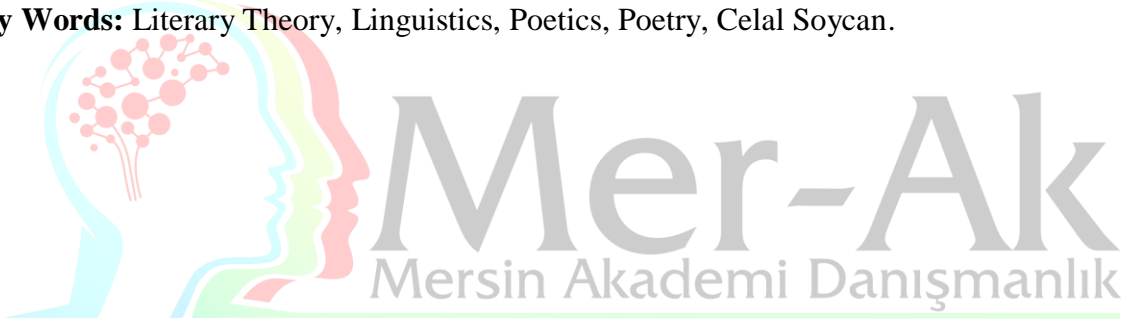 y Words: Literary Theory, Linguistics, Poetics, Poetry, Celal Soycan.
Mer-Ak
Mersin Akademi Danışmanlık